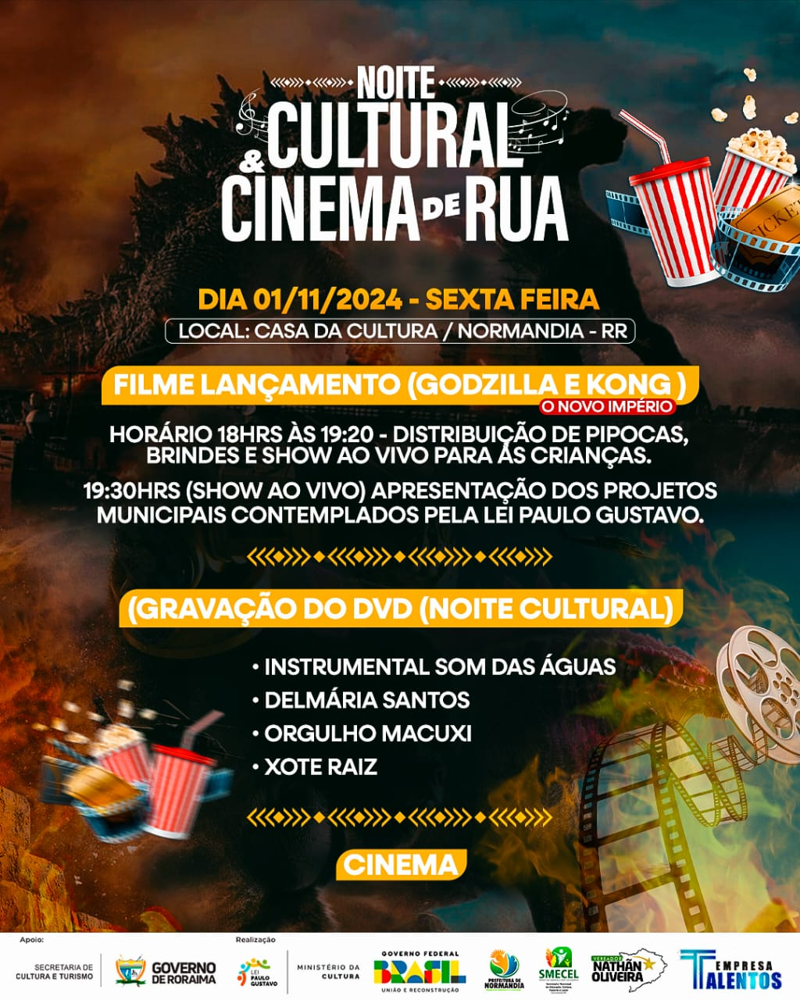 NOITE
CULTURAL
& CINEMA DE RUA
TICKET
DIA 01/11/2024 - SEXTA FEIRA
LOCAL: CASA DA CULTURA / NORMANDIA - RR
FILME LANÇAMENTO (GODZILLA E KONG )
O NOVO IMPÉRIO
HORÁRIO 18HRS ÀS 19:20 - DISTRIBUIÇÃO DE PIPOCAS,
BRINDES E SHOW AO VIVO PARA AS CRIANÇAS.
19:30HRS (SHOW AO VIVO) APRESENTAÇÃO DOS PROJETOS
MUNICIPAIS CONTEMPLADOS PELA LEI PAULO GUSTAVO.
(GRAVAÇÃO DO DVD (NOITE CULTURAL)
• INSTRUMENTAL SOM DAS ÁGUAS
• DELMÁRIA SANTOS
• ORGULHO MACUXI
• XOTE RAIZ
CINEMA
Apoio:
SECRETARIA DE
CULTURA E TURISMO
GOVERNO
DE RORAIMA
Realização
LEI
PAULO
GUSTAVO
MINISTÉRIO DA
CULTURA
GOVERNO FEDERAL
BRASIL
UNIÃO E RECONSTRUÇÃO
PREFEITURA DE
NORMANDIA
SMECEL
VEREADOR
NATHÃN
OLIVEIRA
EMPRESA
TALENTOS